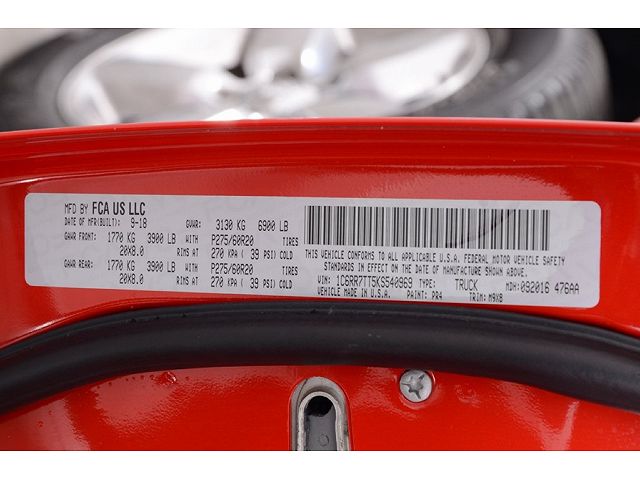 MFD BY FCA US LLC
DATE OF MFR(BUILT): 9-18 GVWR: 3130 KG 6900 LB
GAWR FRONT: 1770 KG 3900 LB WITH P275/60R20 TIRES
20X8.0 RIMS AT 270 KPA ( 39 PSI) COLD
GAWR REAR: 1770 KG 3900 LB WITH P275/60R20 TIRES
20X8.0 RIMS AT 270 KPA ( 39 PSI) COLD
THIS VEHICLE CONFORMS TO ALL APPLICABLE U.S.A. FEDERAL MOTOR VEHICLE SAFETY
STANDARDS IN EFFECT ON THE DATE OF MANUFACTURE SHOWN ABOVE.
VIN: 1C6RR7TT5KS540969 TYPE: TRUCK MDH:092016 476AA
VEHICLE MADE IN U.S.A. PAINT: PR4 TRIM: M9X8